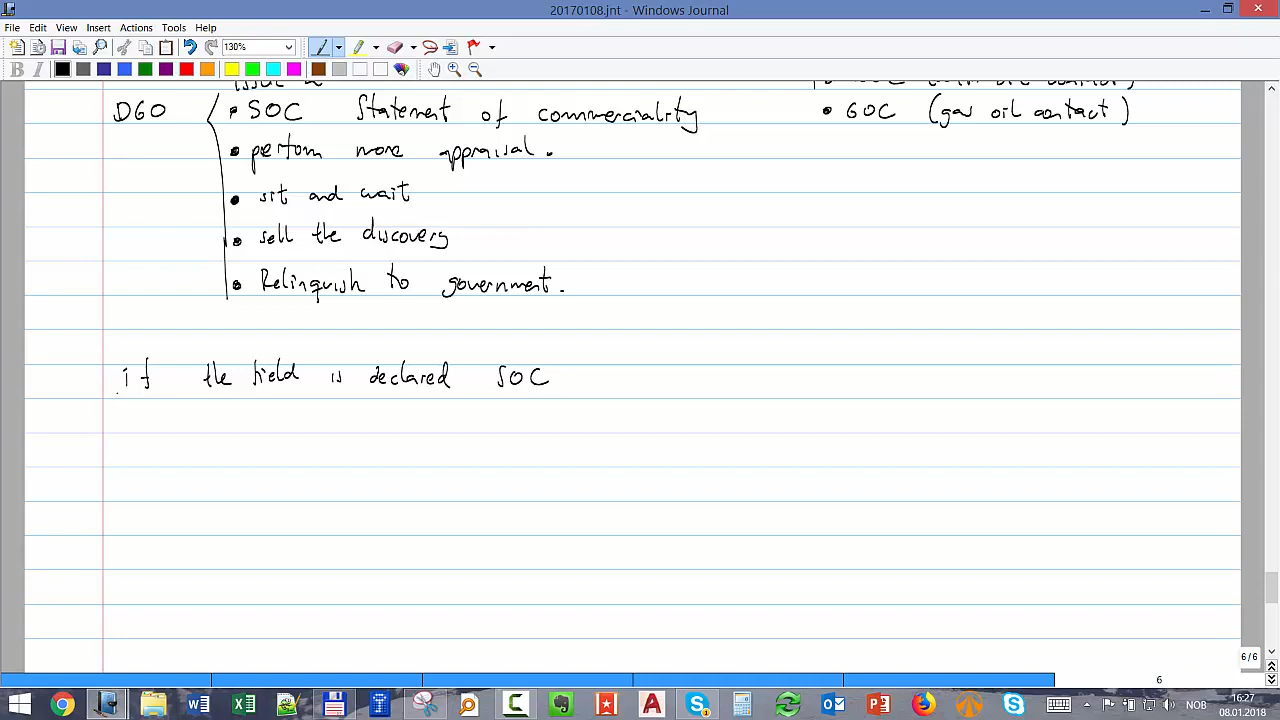 20170108.jnt - Windows Journal
File Edit View Insert Actions Tools Help
130%
DG0 • SOC Statement of commerciality
• GOC (gas oil contact)
• perform more appraisal.
• sit and wait
• sell the discovery
• Relinquish to government.
if the field is declared SOC
6/6
6
NOB
16:27
08.01.2018